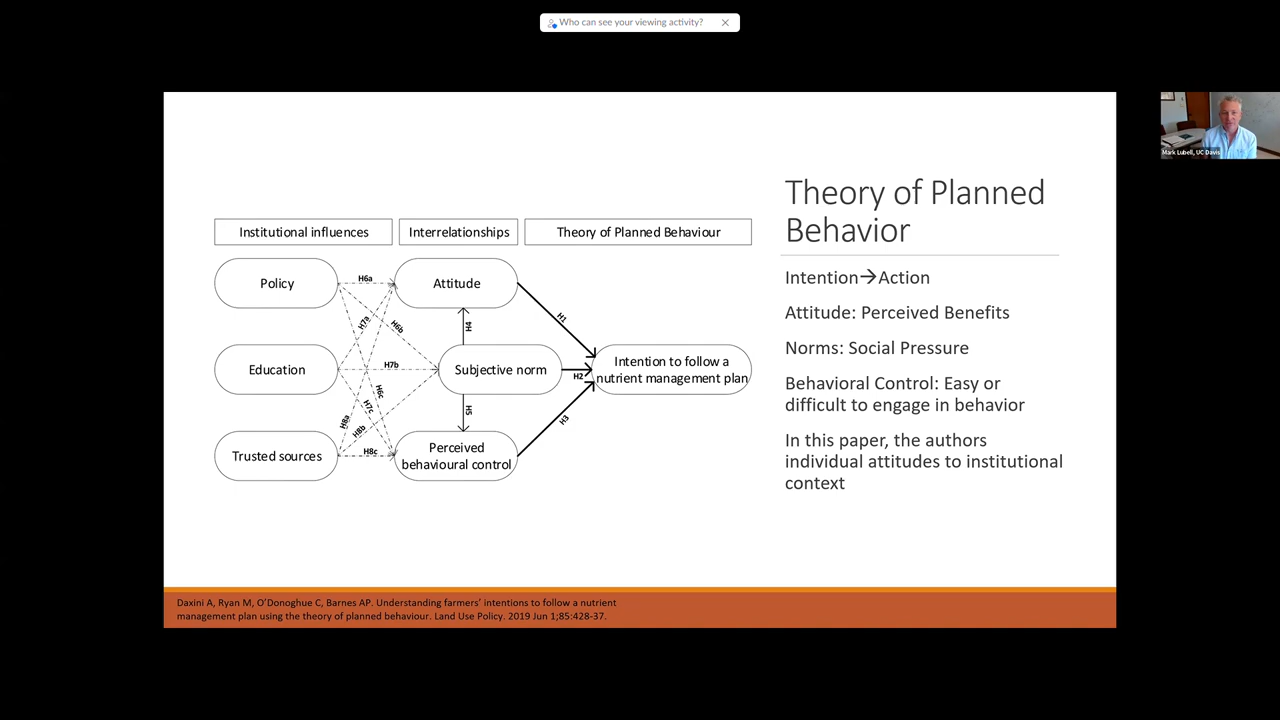 Who can see your viewing activity?
Mark Lubell, UC Davis
Theory of Planned
Behavior
Intention→Action
Attitude: Perceived Benefits
Norms: Social Pressure
Behavioral Control: Easy or
difficult to engage in behavior
In this paper, the authors
individual attitudes to institutional
context
Institutional influences
Interrelationships
Theory of Planned Behaviour
Policy
H6a
Attitude
H7a
H6b
H4
H1
Education
H7b
Subjective norm
H2
Intention to follow a
nutrient management plan
H6c
H7c
H8a
H8b
H5
H3
Trusted sources
H8c
Perceived
behavioural control
Daxini A, Ryan M, O'Donoghue C, Barnes AP. Understanding farmers' intentions to follow a nutrient
management plan using the theory of planned behaviour. Land Use Policy. 2019 Jun 1;85:428-37.